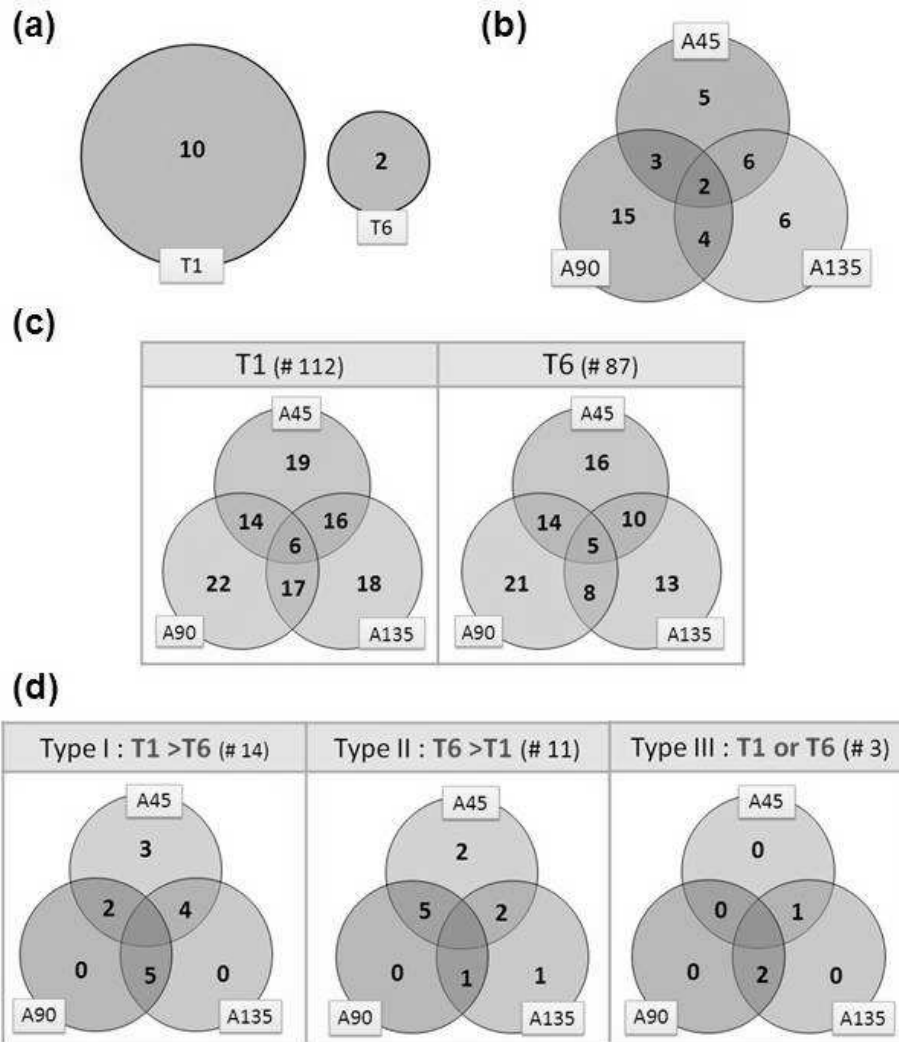 (a)
(b)
10
2
T1
T6
A45
5
3
6
2
15
4
6
A90
A135
(c)
T1 (# 112)
T6 (# 87)
A45
A45
19
16
14
16
14
10
6
5
22
17
18
21
8
13
A90
A135
A90
A135
(d)
Type I : T1 >T6 (# 14)
Type II : T6 >T1 (# 11)
Type III : T1 or T6 (# 3)
A45
A45
A45
3
2
0
2
4
5
2
0
1
0
5
0
0
1
1
0
2
0
A90
A135
A90
A135
A90
A135